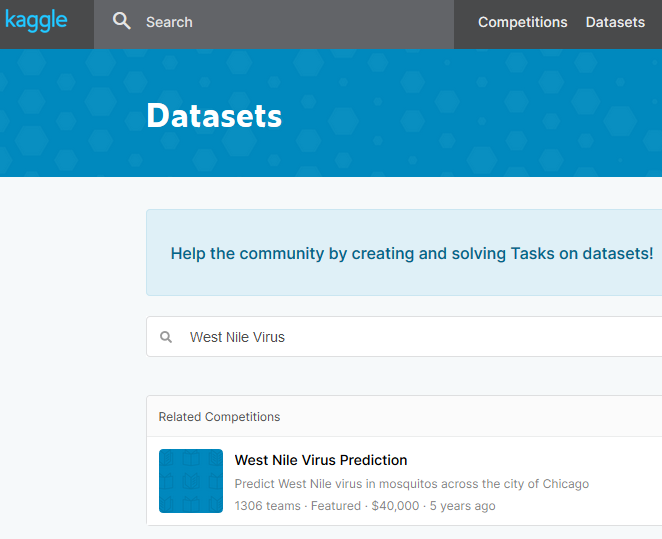 kaggle Search Competitions Datasets
Datasets
Help the community by creating and solving Tasks on datasets!
West Nile Virus
Related Competitions
West Nile Virus Prediction
Predict West Nile virus in mosquitos across the city of Chicago
1306 teams · Featured · $40,000 · 5 years ago